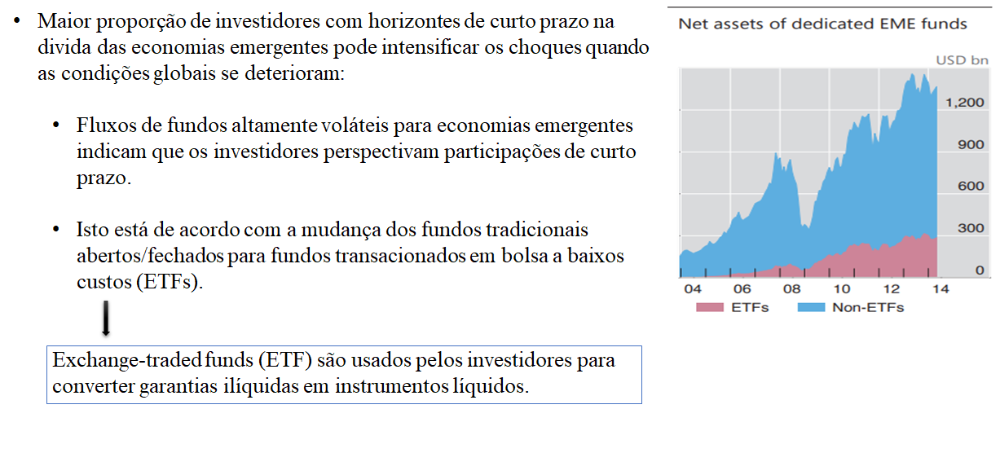 • Maior proporção de investidores com horizontes de curto prazo na
divida das economias emergentes pode intensificar os choques quando
as condições globais se deterioram:
• Fluxos de fundos altamente voláteis para economias emergentes
indicam que os investidores perspectivam participações de curto
prazo.
• Isto está de acordo com a mudança dos fundos tradicionais
abertos/fechados para fundos transacionados em bolsa a baixos
custos (ETFs).
Exchange-traded funds (ETF) são usados pelos investidores para
converter garantias ilíquidas em instrumentos líquidos.
Net assets of dedicated EME funds
USD bn
1,200
900
600
300
0
04 06 08 10 12 14
ETFs Non-ETFs